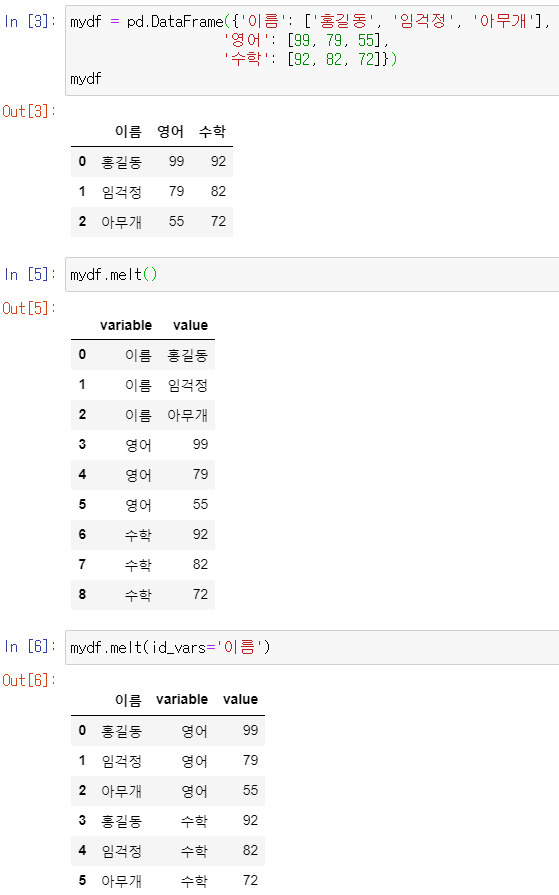 In [3]: mydf = pd.DataFrame({'이름': ['홍길동', '임걱정', '아무개'],
'영어': [99, 79, 55],
'수학': [92, 82, 72]})
mydf
Out[3]:
이름 영어 수학
0 홍길동 99 92
1 임걱정 79 82
2 아무개 55 72
In [5]: mydf.melt()
Out[5]:
variable value
0 이름 홍길동
1 이름 임걱정
2 이름 아무개
3 영어 99
4 영어 79
5 영어 55
6 수학 92
7 수학 82
8 수학 72
In [6]: mydf.melt(id_vars='이름')
Out[6]:
이름 variable value
0 홍길동 영어 99
1 임걱정 영어 79
2 아무개 영어 55
3 홍길동 수학 92
4 임걱정 수학 82
5 아무개 수학 72